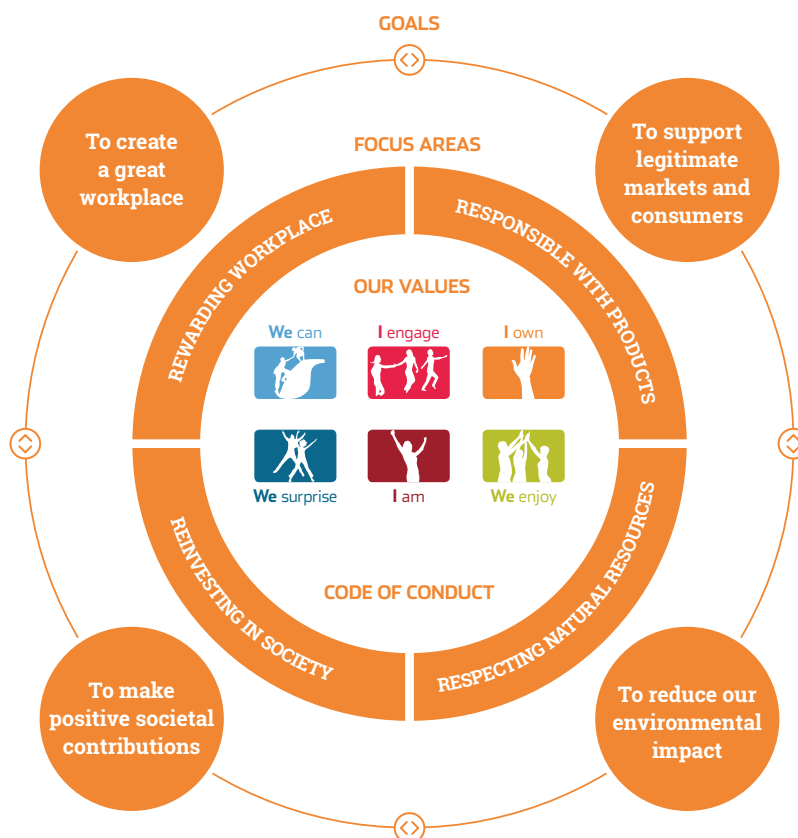 GOALS
To create
a great
workplace
To support
legitimate
markets and
consumers
FOCUS AREAS
REWARDING WORKPLACE
RESPONSIBLE WITH PRODUCTS
OUR VALUES
We can
I engage
I own
We surprise
I am
We enjoy
CODE OF CONDUCT
REINVESTING IN SOCIETY
RESPECTING NATURAL RESOURCES
To make
positive societal
contributions
To reduce our
environmental
impact